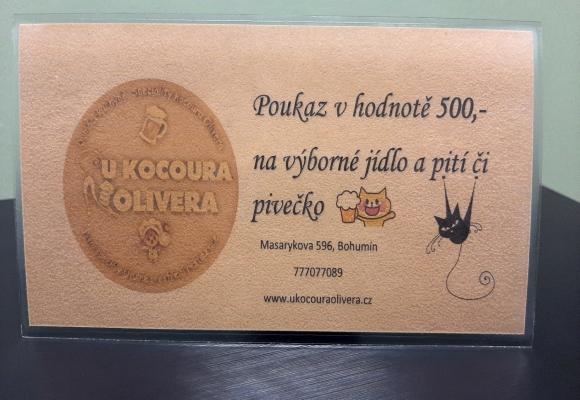 U KOCOURA
OLIVERA
Poukaz v hodnotě 500,-
na výborné jídlo a pití či
pivečko
Masarykova 596, Bohumín
777077089
www.ukocouraolivera.cz